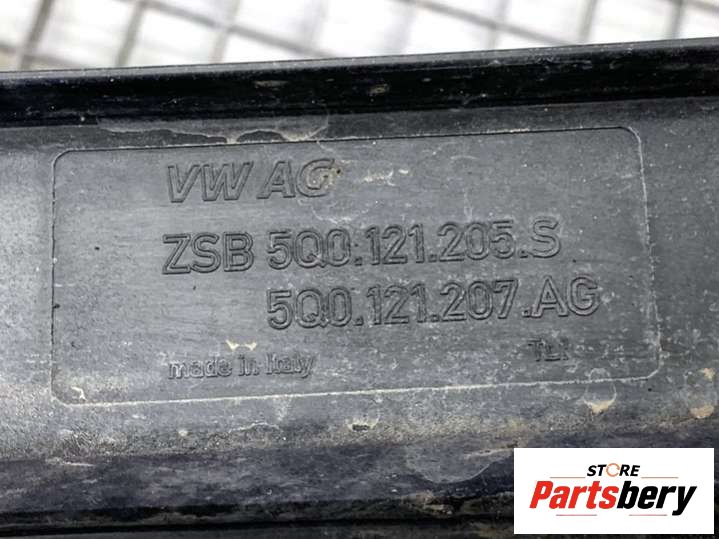 VW AG
ZSB 5Q0.121.205.S
5Q0.121.207.AG
made in Italy
STORE
Partsbery